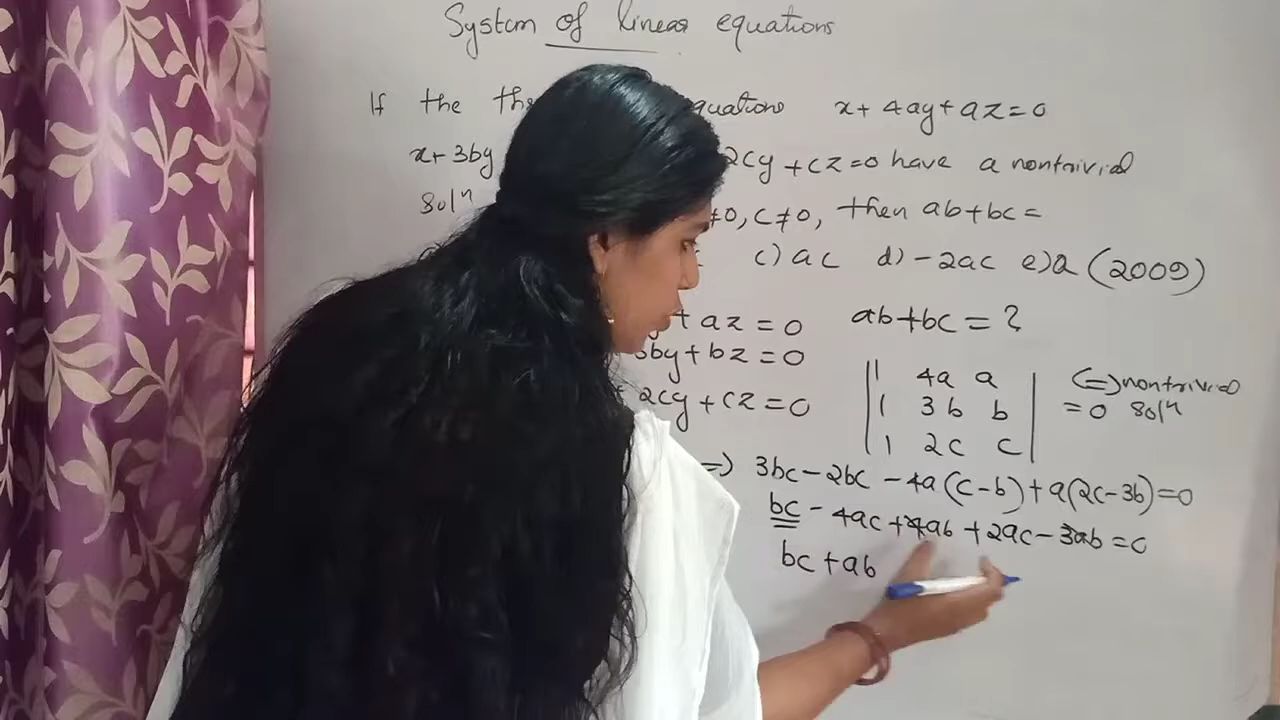 System of linear equations
If the equations x + 4ay + az = 0
x + 3by 2cy + cz = 0 have a nontrivial
solⁿ ≠0, c ≠ 0, then ab + bc =
c) ac d) -2ac e) a (2009)
+ az = 0 ab + bc = ?
3by + bz = 0
2cy + cz = 0
| 1 4a a | (=) nontrivial
| 1 3b b | = 0 solⁿ
| 1 2c c |
=) 3bc - 2bc - 4a (c - b) + a(2c - 3b) = 0
bc - 4ac + 4ab + 2ac - 3ab = 0
bc + ab